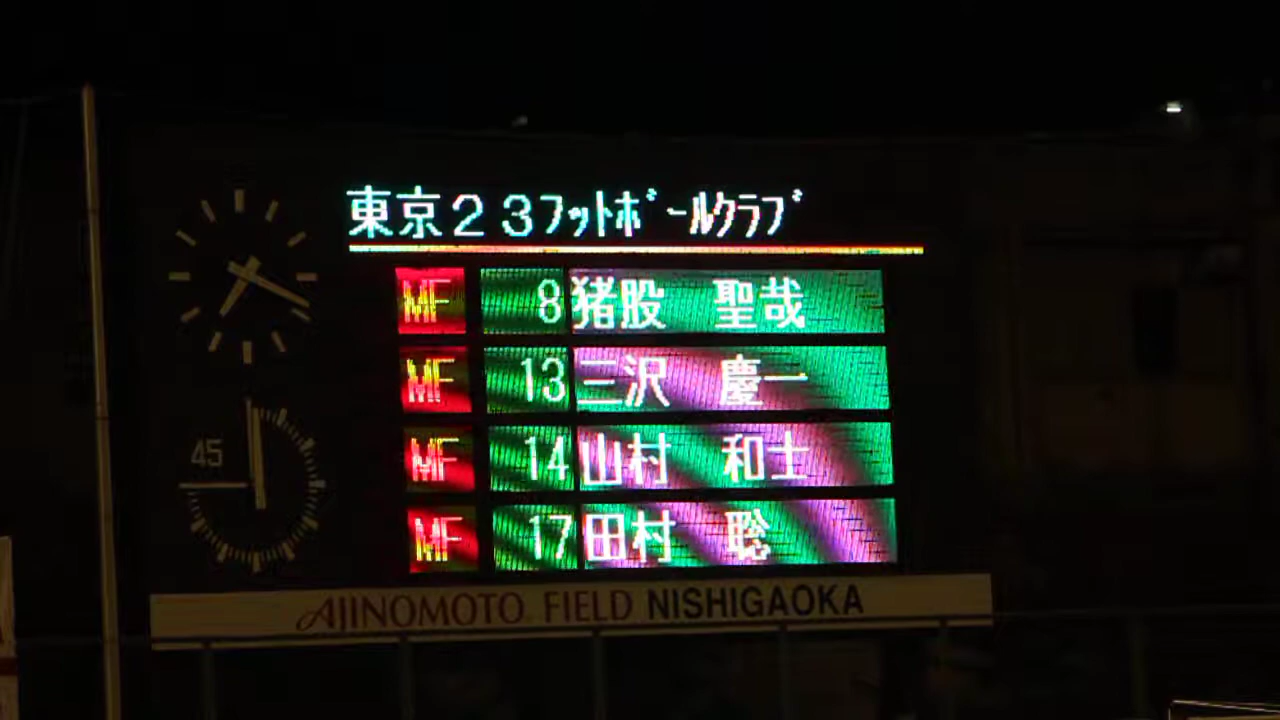 東京２３フットボールクラブ
MF 8 猪股 聖哉
MF 13 三沢 慶一
MF 14 山村 和士
MF 17 田村 聡
45
AJINOMOTO FIELD NISHIGAOKA